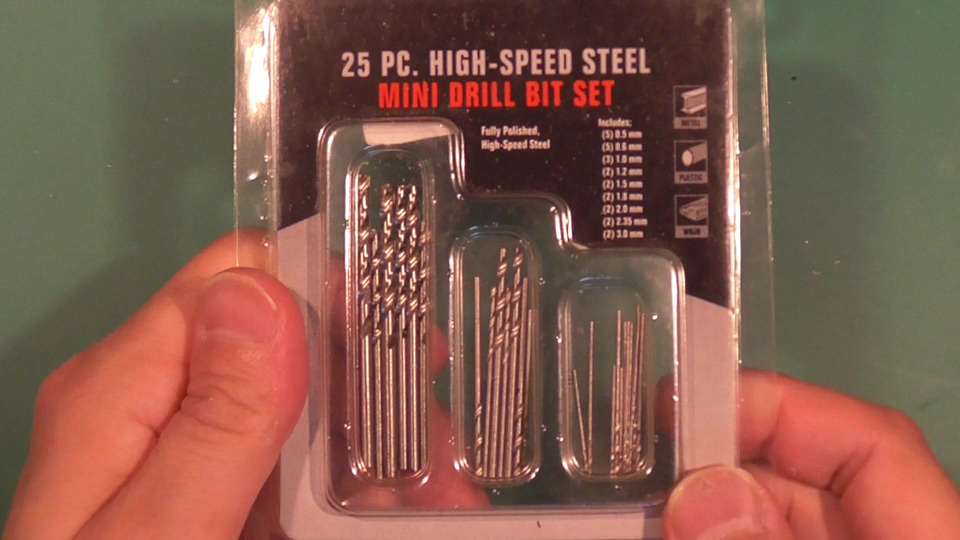 25 PC. HIGH-SPEED STEEL
MINI DRILL BIT SET
Fully Polished,
High-Speed Steel
Includes:
(5) 0.5 mm
(5) 0.6 mm
(3) 1.0 mm
(2) 1.2 mm
(2) 1.5 mm
(2) 1.8 mm
(2) 2.0 mm
(2) 2.35 mm
(2) 3.0 mm
METAL
PLASTIC
WOOD